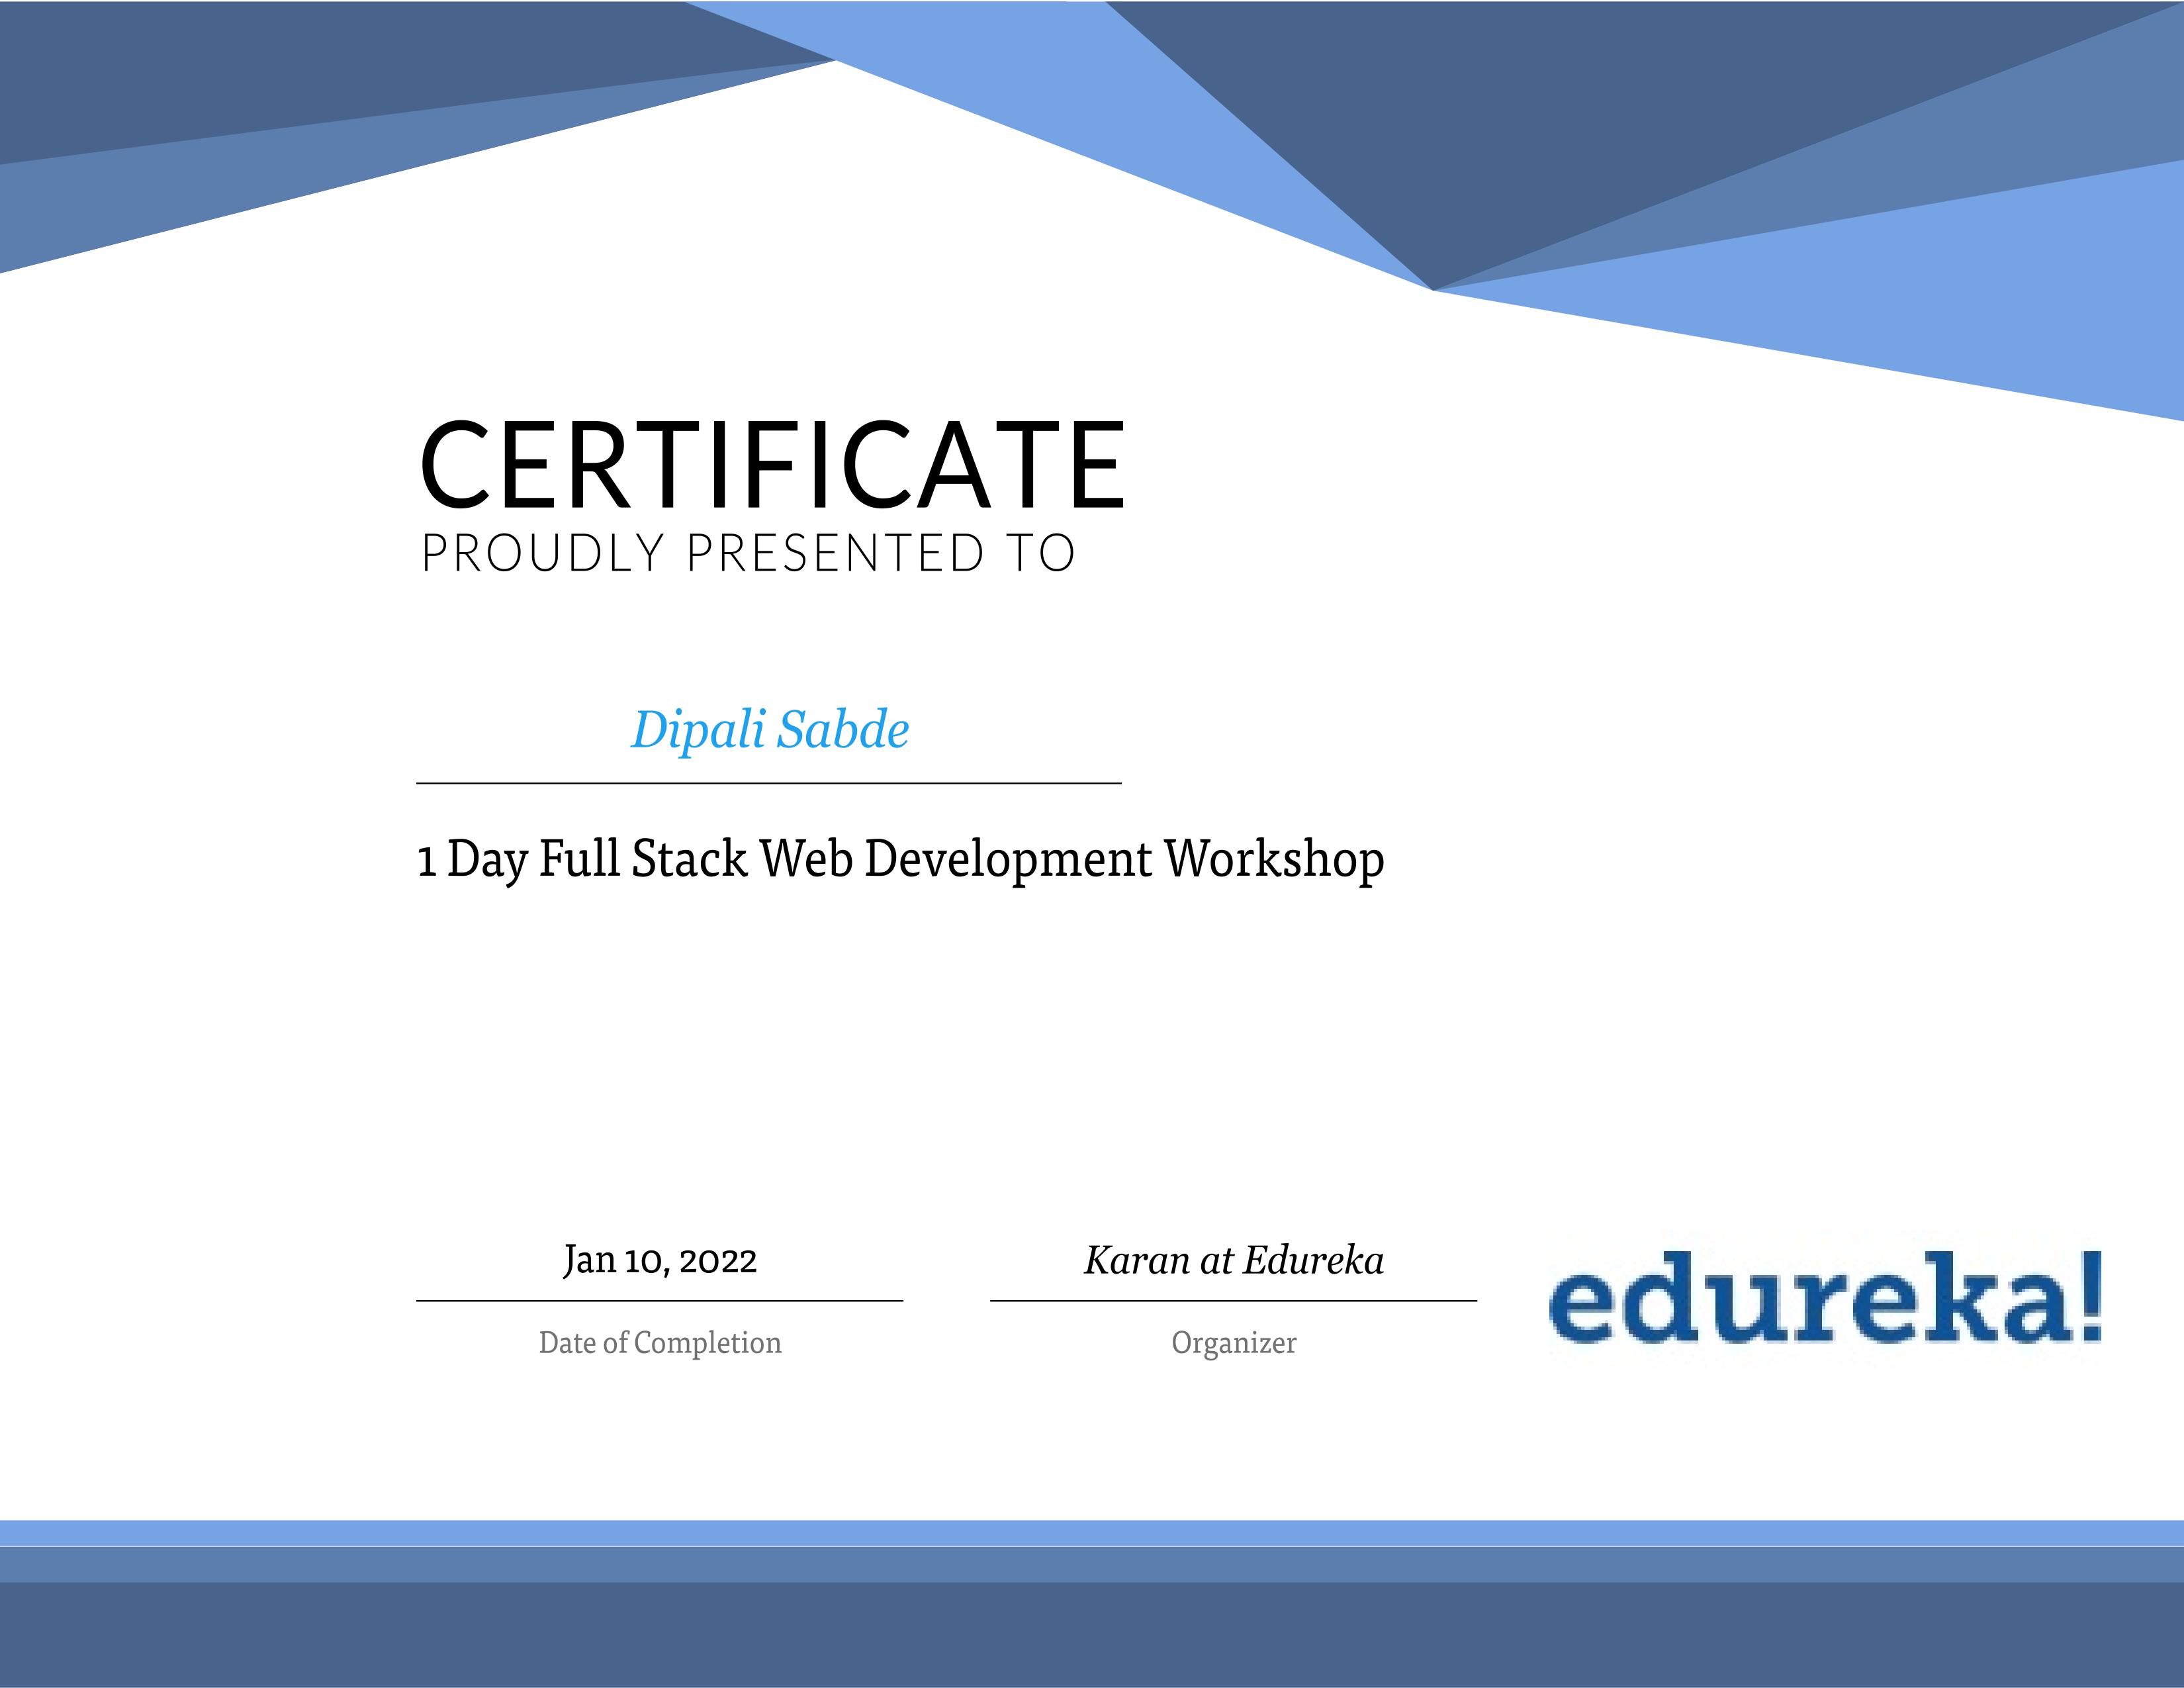 CERTIFICATE
PROUDLY PRESENTED TO
Dipali Sabde
1 Day Full Stack Web Development Workshop
Jan 10, 2022
Date of Completion
Karan at Edureka
Organizer
edureka!